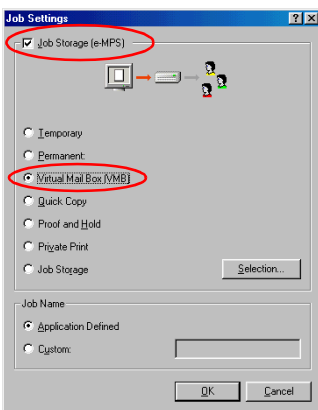 Job Settings
Job Storage (e-MPS)
Temporary
Permanent:
Virtual Mail Box (VMB)
Quick Copy
Proof and Hold
Private Print
Job Storage
Selection...
Job Name
Application Defined
Custom:
OK
Cancel